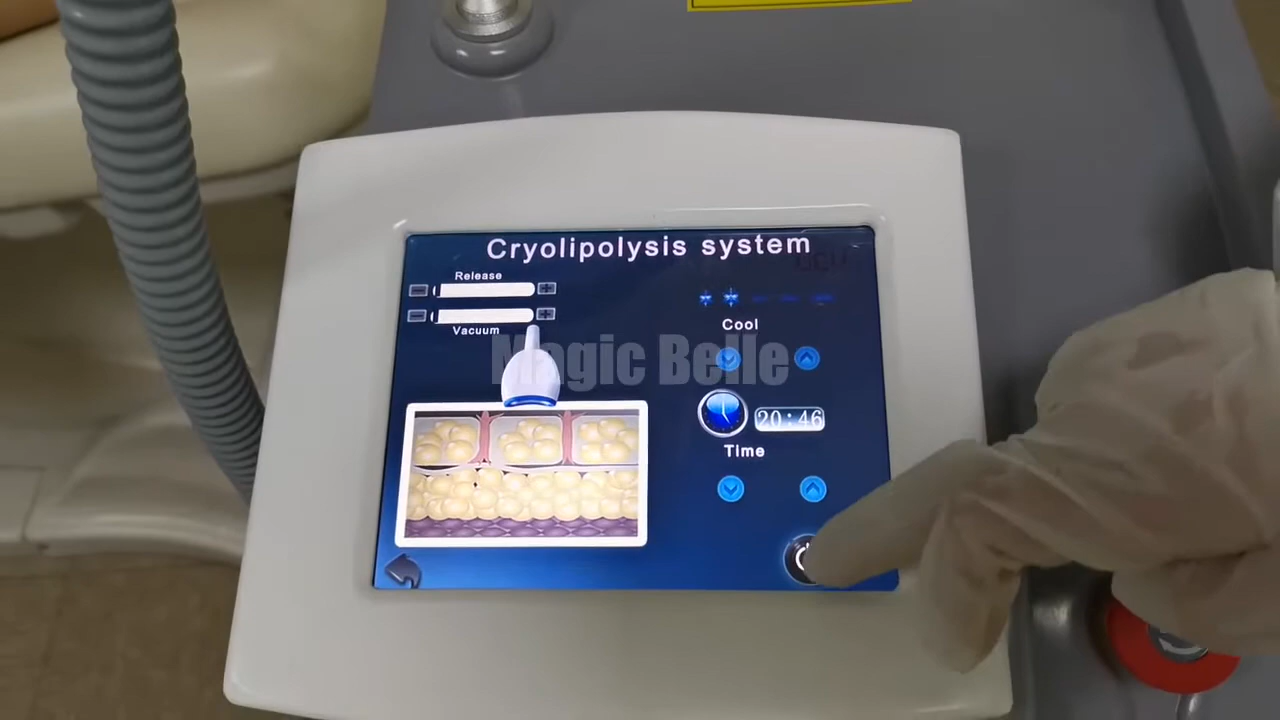 Cryolipolysis system
Release
Vacuum
Cool
Magic Belle
20:46
Time